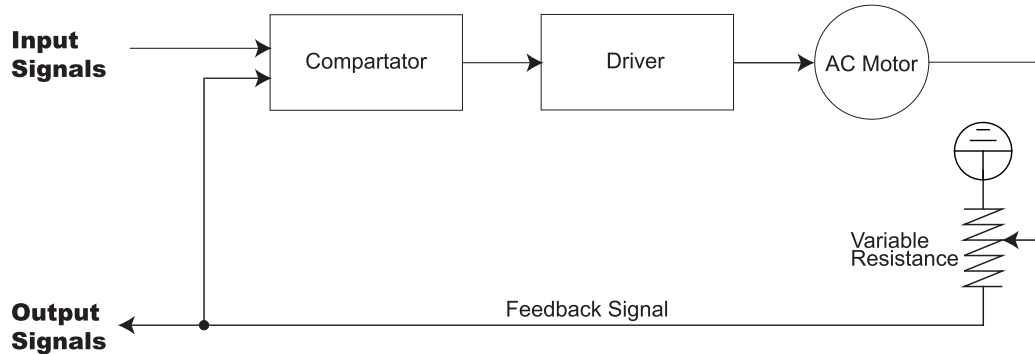 Input
Signals
Compartator
Driver
AC Motor
Variable
Resistance
Feedback Signal
Output
Signals